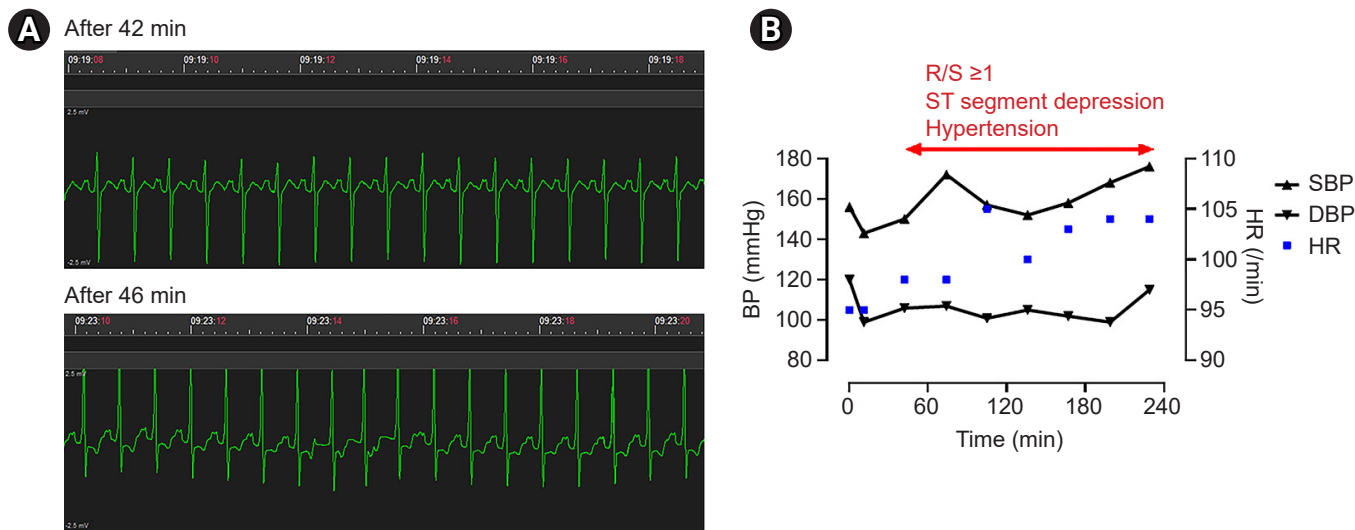 A
After 42 min
09:19:08 09:19:10 09:19:12 09:19:14 09:19:16 09:19:18
2.5 mV
-2.5 mV
After 46 min
09:23:10 09:23:12 09:23:14 09:23:16 09:23:18 09:23:20
2.5 mV
-2.5 mV
B
R/S ≥1
ST segment depression
Hypertension
180
160
140
120
100
80
BP (mmHg)
110
105
100
95
90
HR (/min)
0 60 120 180 240
Time (min)
SBP
DBP
HR